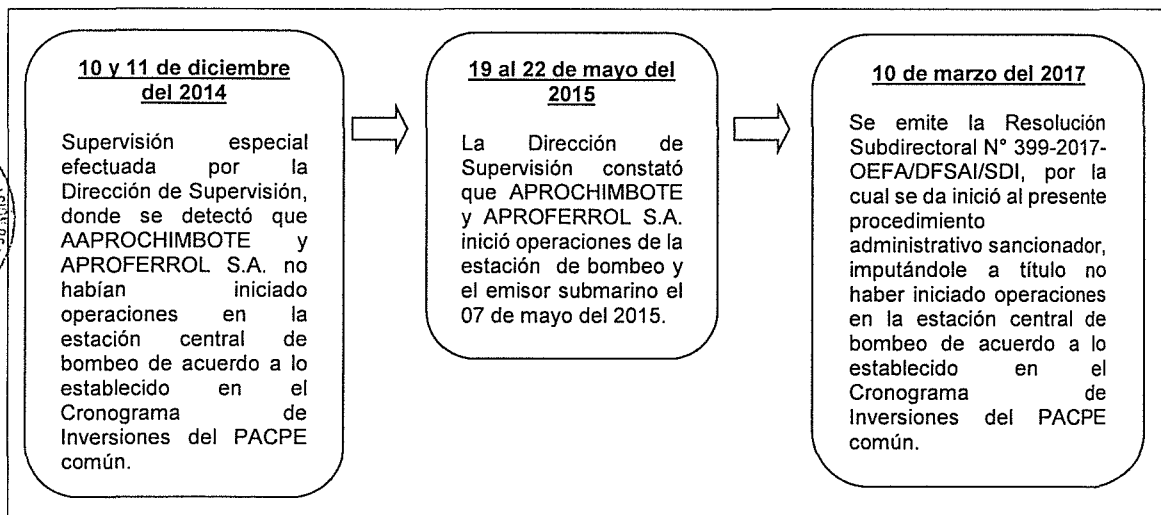 10 y 11 de diciembre
del 2014
Supervisión especial
efectuada por la
Dirección de Supervisión,
donde se detectó que
AAPROCHIMBOTE y
APROFERROL S.A. no
habían iniciado
operaciones en la
estación central de
bombeo de acuerdo a lo
establecido en el
Cronograma de
Inversiones del PACPE
común.
19 al 22 de mayo del
2015
La Dirección de
Supervisión constató
que APROCHIMBOTE
y APROFERROL S.A.
inició operaciones de la
estación de bombeo y
el emisor submarino el
07 de mayo del 2015.
10 de marzo del 2017
Se emite la Resolución
Subdirectoral N° 399-2017-
OEFA/DFSAI/SDI, por la
cual se da inició al presente
procedimiento
administrativo sancionador,
imputándole a título no
haber iniciado operaciones
en la estación central de
bombeo de acuerdo a lo
establecido en el
Cronograma de
Inversiones del PACPE
común.